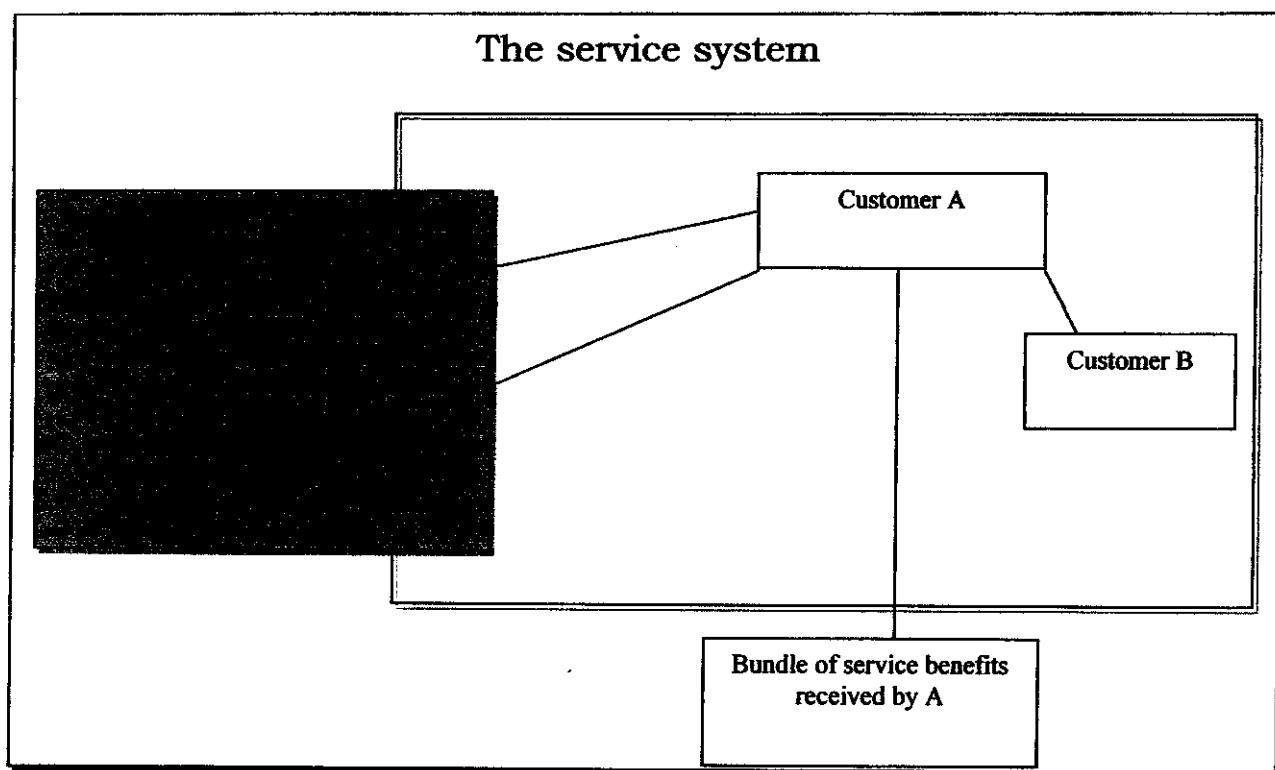 The service system
Customer A
Customer B
Bundle of service benefits
received by A